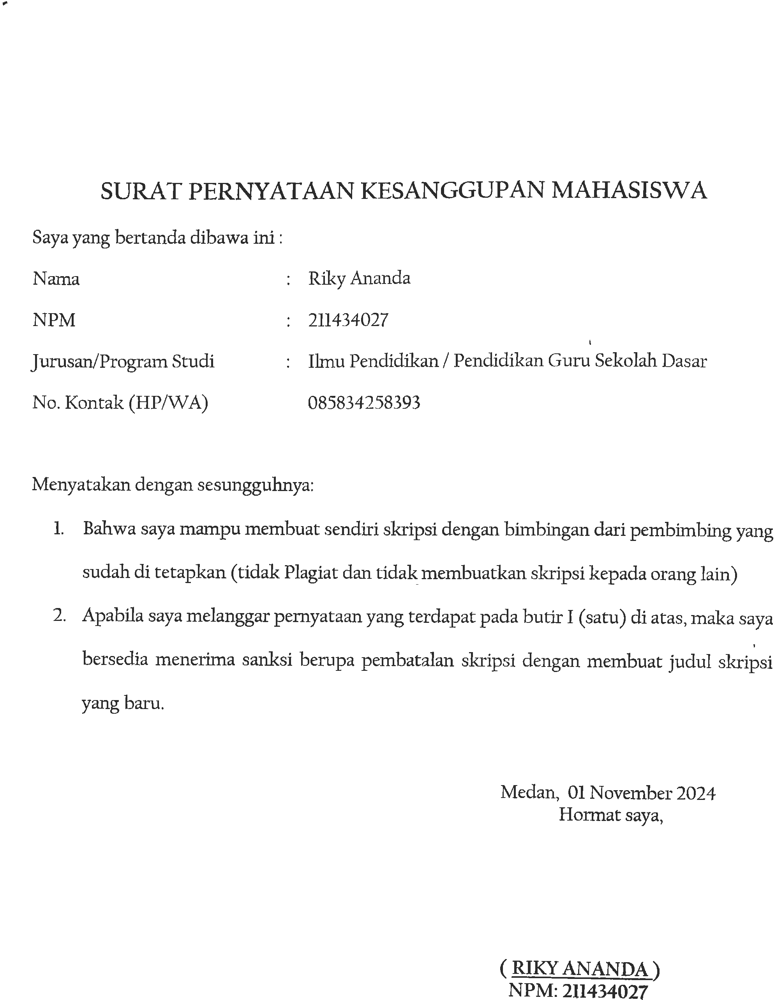 SURAT PERNYATAAN KESANGGUPAN MAHASISWA
Saya yang bertanda dibawa ini :
Nama : Riky Ananda
NPM : 211434027
Jurusan/Program Studi : Ilmu Pendidikan / Pendidikan Guru Sekolah Dasar
No. Kontak (HP/WA) 085834258393
Menyatakan dengan sesungguhnya:
1. Bahwa saya mampu membuat sendiri skripsi dengan bimbingan dari pembimbing yang
sudah di tetapkan (tidak Plagiat dan tidak membuatkan skripsi kepada orang lain)
2. Apabila saya melanggar pernyataan yang terdapat pada butir I (satu) di atas, maka saya
bersedia menerima sanksi berupa pembatalan skripsi dengan membuat judul skripsi
yang baru.
Medan, 01 November 2024
Hormat saya,
( RIKY ANANDA )
NPM: 211434027